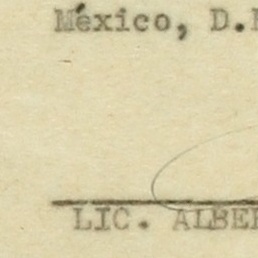 México, D.
LIC. ALBE